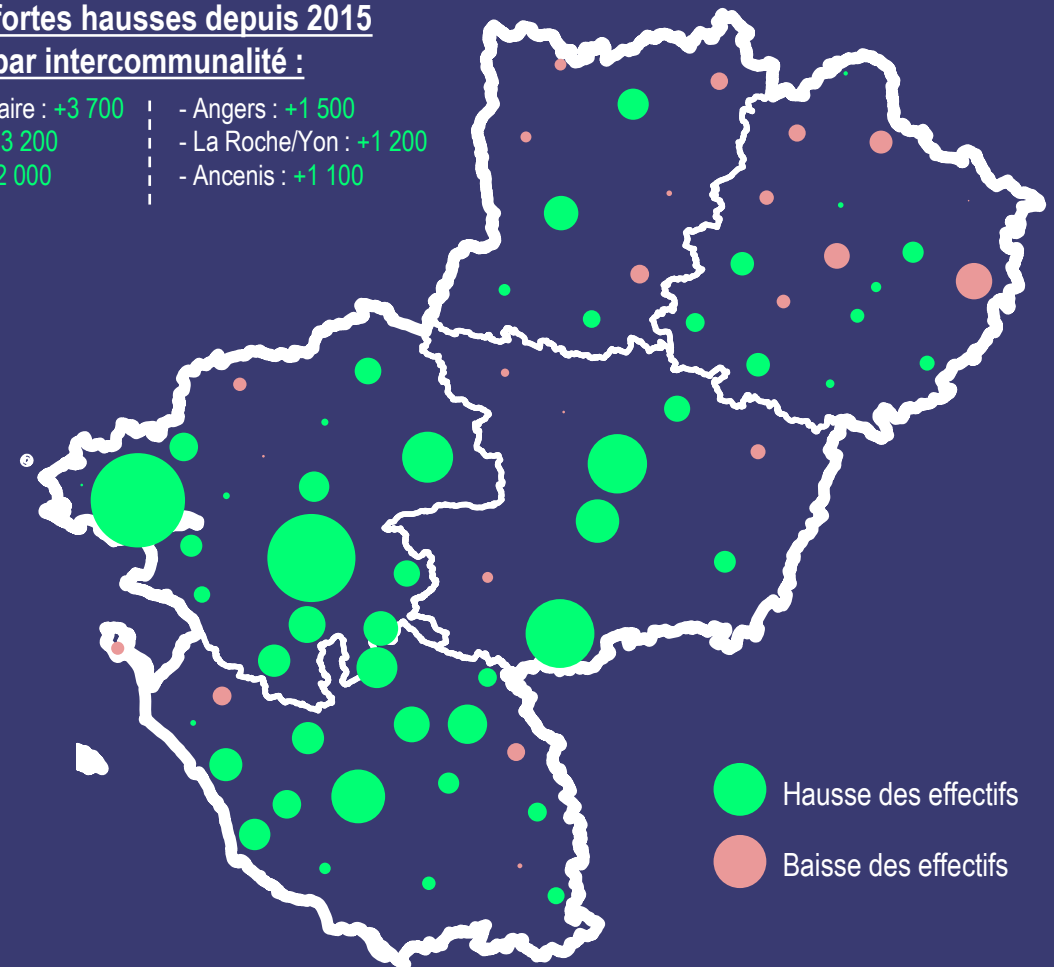 fortes hausses depuis 2015
par intercommunalité :
aire : +3 700
3 200
2 000
- Angers : +1 500
- La Roche/Yon : +1 200
- Ancenis : +1 100
Hausse des effectifs
Baisse des effectifs